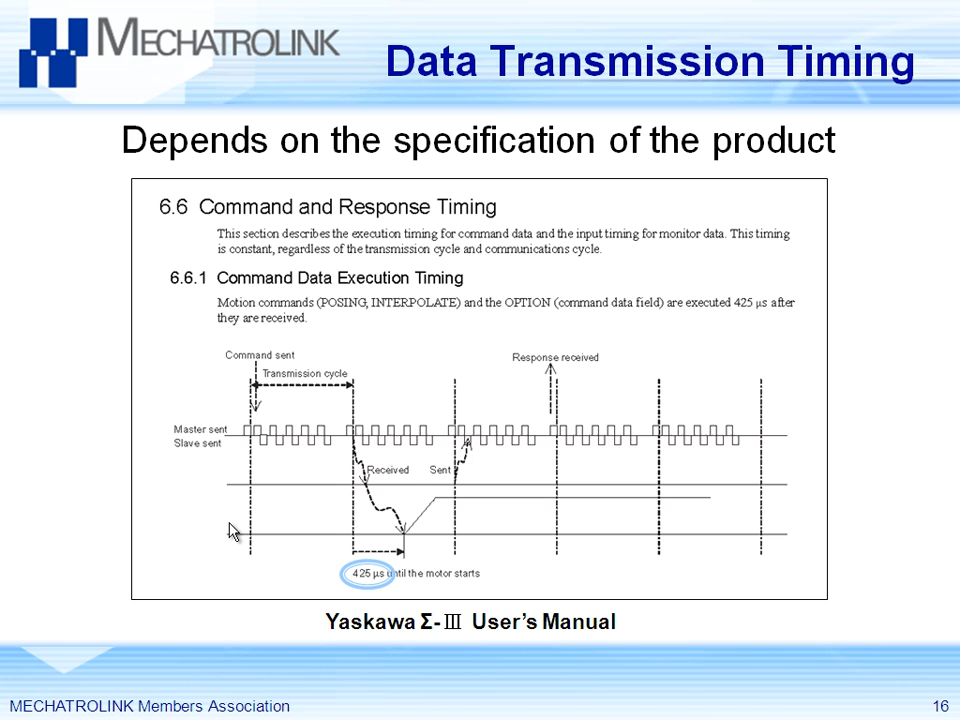 MECHATROLINK
Data Transmission Timing
Depends on the specification of the product
6.6 Command and Response Timing
This section describes the execution timing for command data and the input timing for monitor data. This timing
is constant, regardless of the transmission cycle and communications cycle.
6.6.1 Command Data Execution Timing
Motion commands (POSING, INTERPOLATE) and the OPTION (command data field) are executed 425 μs after
they are received.
Command sent
Response received
Transmission cycle
Master sent
Slave sent
Received
Sent
425 μs until the motor starts
Yaskawa Σ-Ⅲ User's Manual
MECHATROLINK Members Association
16